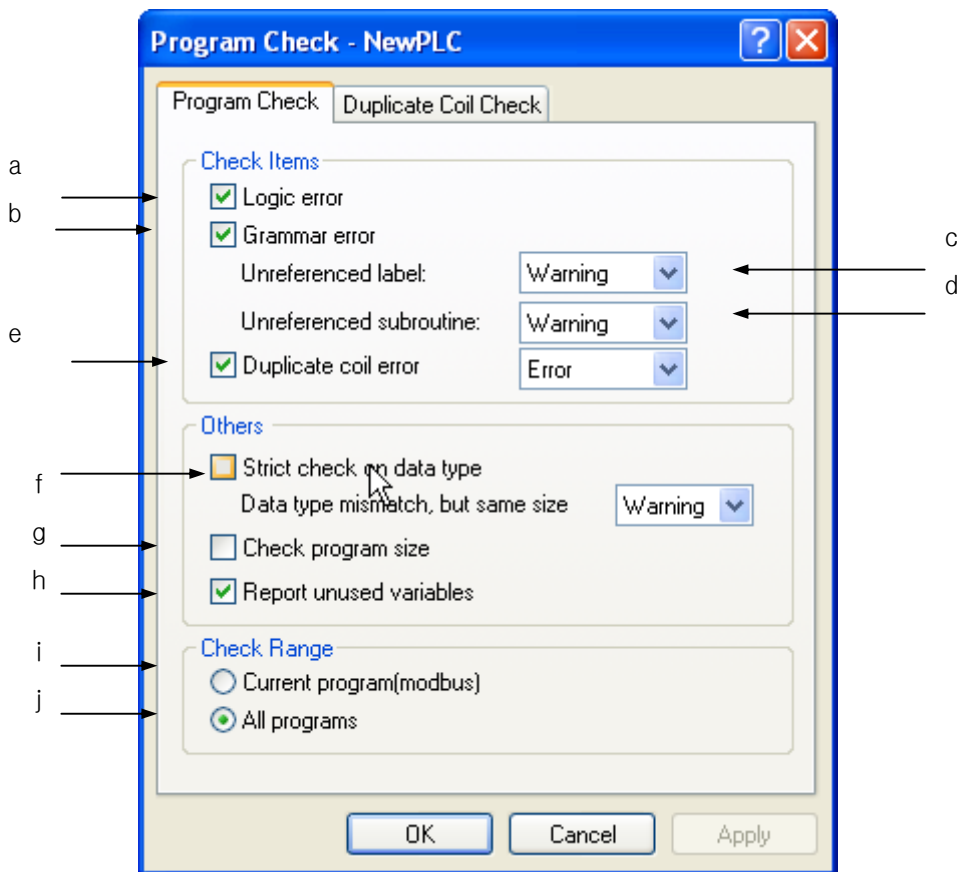 Program Check - NewPLC
Program Check Duplicate Coil Check
Check Items
a
Logic error
b
Grammar error
c
Unreferenced label: Warning
d
Unreferenced subroutine: Warning
e
Duplicate coil error Error
Others
f
Strict check on data type
Data type mismatch, but same size Warning
g
Check program size
h
Report unused variables
Check Range
i
Current program(modbus)
j
All programs
OK Cancel Apply